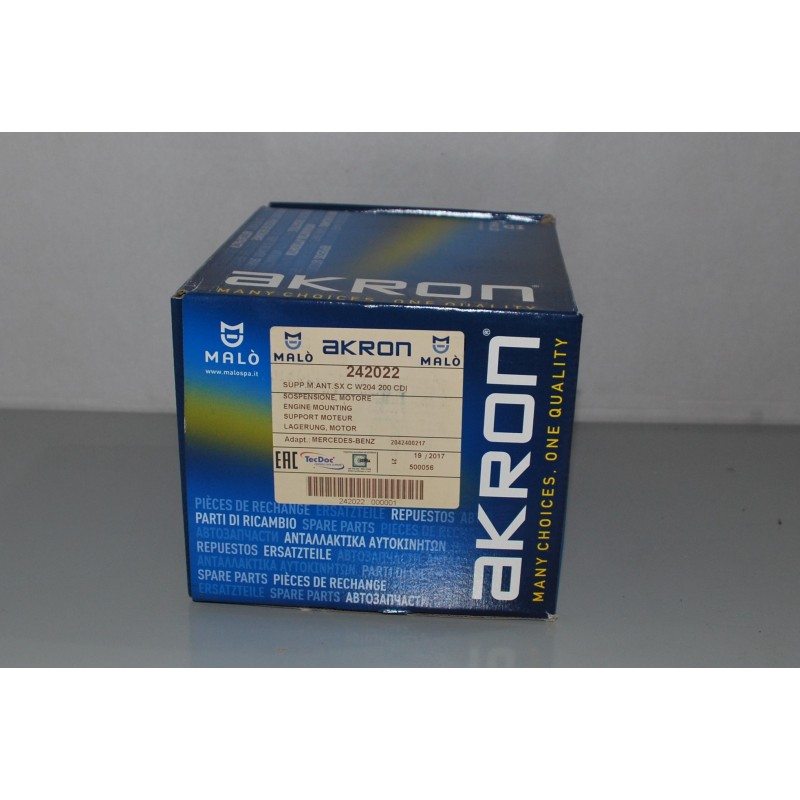 AKRON
MANY CHOICES. ONE QUALITY
MALÒ
www.malospa.it
MALÒ
AKRON
MALÒ
242022
SUPP.M.ANT.SX C W204 200 CDI
SOSPENSIONE, MOTORE
ENGINE MOUNTING
SUPPORT MOTEUR
LAGERUNG, MOTOR
Adapt.: MERCEDES-BENZ 2042400217
EAC
TecDoc
18 / 2017
500056
242022 000001
PIÈCES DE RECHANGE ERSATZTEILE REPUESTOS
PARTI DI RICAMBIO SPARE PARTS PIÈCES DE
АВТОЗАПЧАСТИ ΑΝΤΑΛΛΑΚΤΙΚΑ ΑΥΤΟΚΙΝΗΤΩΝ
REPUESTOS ERSATZTEILE АВТОЗАПЧАСТИ
SPARE PARTS PIÈCES DE RECHANGE PARTI DI
ERSATZTEILE SPARE PARTS АВТОЗАПЧАСТИ
AKRON®
MANY CHOICES. ONE QUALITY